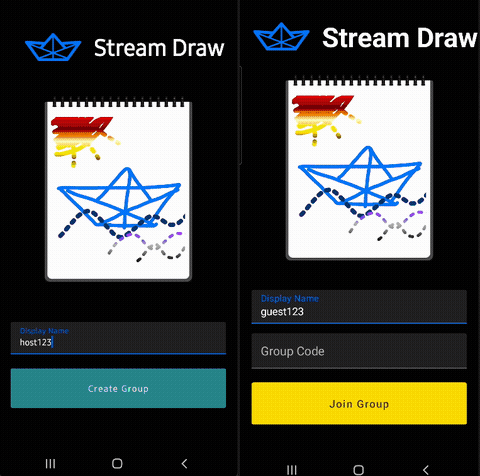 Stream Draw
Display Name
host123
Create Group
Stream Draw
Display Name
guest123
Group Code
Join Group